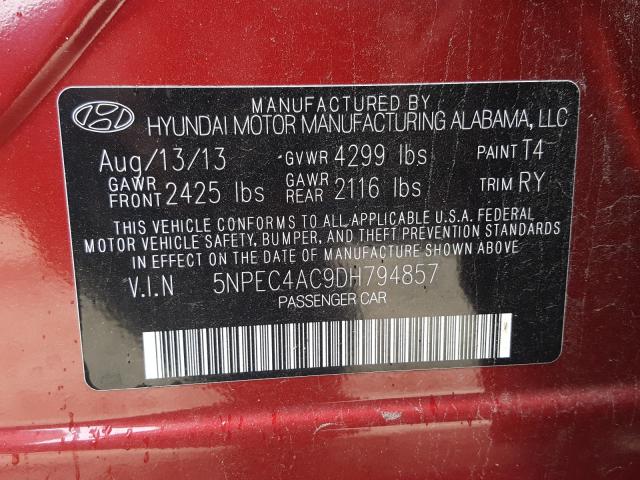 MANUFACTURED BY
HYUNDAI MOTOR MANUFACTURING ALABAMA, LLC
Aug/13/13 GVWR 4299 lbs PAINT T4
GAWR FRONT 2425 lbs GAWR REAR 2116 lbs TRIM RY
THIS VEHICLE CONFORMS TO ALL APPLICABLE U.S.A. FEDERAL
MOTOR VEHICLE SAFETY, BUMPER, AND THEFT PREVENTION STANDARDS
IN EFFECT ON THE DATE OF MANUFACTURE SHOWN ABOVE.
V.I.N 5NPEC4AC9DH794857
PASSENGER CAR